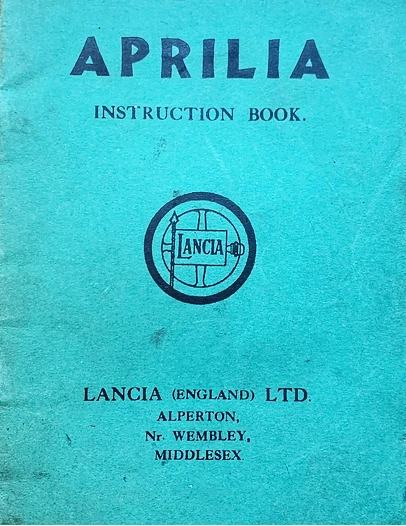 APRILIA
INSTRUCTION BOOK.
LANCIA
LANCIA (ENGLAND) LTD.
ALPERTON,
Nr. WEMBLEY,
MIDDLESEX.